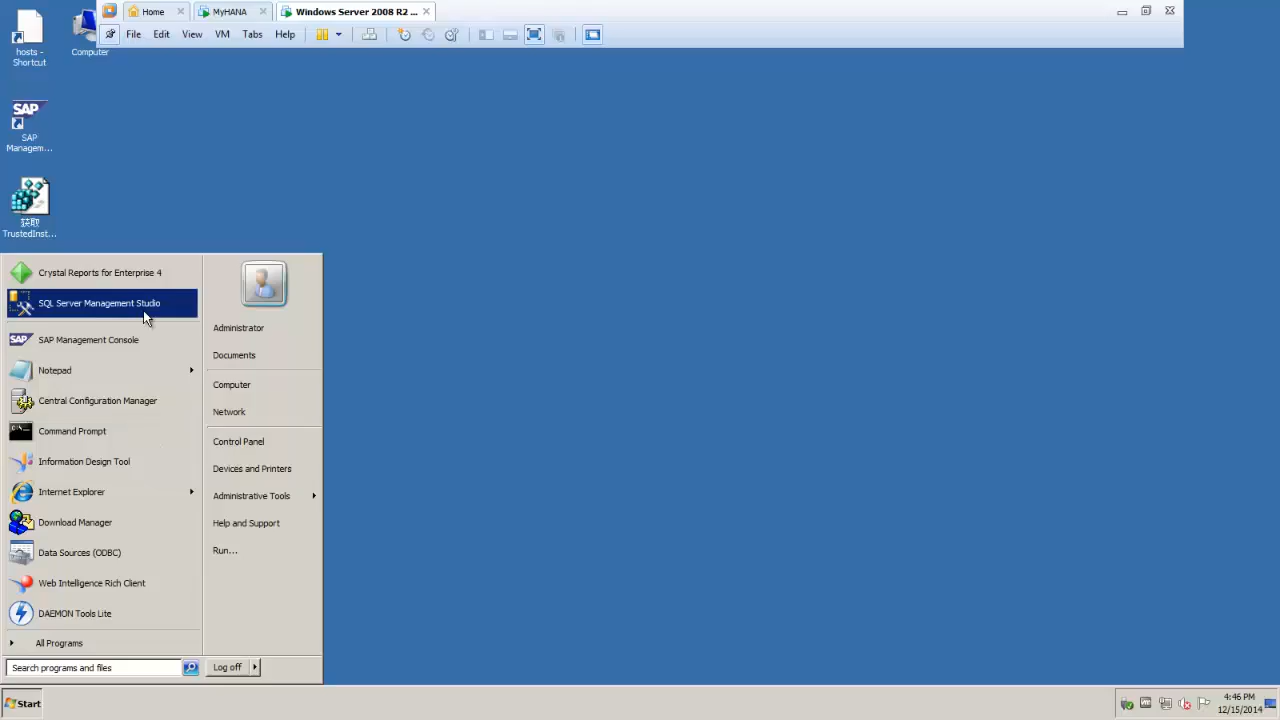 Home
MyHANA
Windows Server 2008 R2 ...
File
Edit
View
VM
Tabs
Help
hosts -
Shortcut
Computer
SAP
SAP
Managem...
获取
TrustedInst...
Crystal Reports for Enterprise 4
SQL Server Management Studio
SAP
SAP Management Console
Notepad
Central Configuration Manager
Command Prompt
Information Design Tool
Internet Explorer
Download Manager
Data Sources (ODBC)
Web Intelligence Rich Client
DAEMON Tools Lite
All Programs
Search programs and files
Administrator
Documents
Computer
Network
Control Panel
Devices and Printers
Administrative Tools
Help and Support
Run...
Log off
Start
4:46 PM
12/15/2014